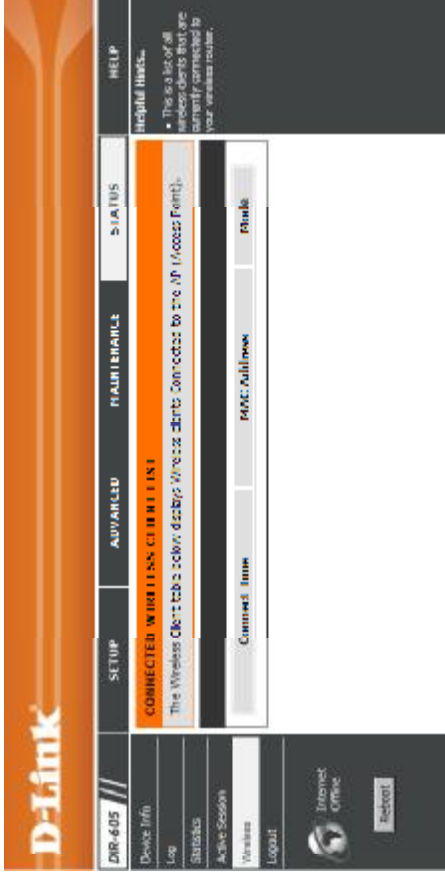 D-Link
DIR-605
SETUP
ADVANCED
MAINTENANCE
STATUS
HELP
Device Info
Log
Statistics
Active Session
Wireless
Logout
Internet
Offline
Reboot
CONNECTED WIRELESS CLIENT LIST
The Wireless Client table below displays Wireless clients Connected to the AP (Access Point).
Connect Time
MAC Address
Mode
Helpful Hints..
• This is a list of all
wireless clients that are
currently connected to
your wireless router.